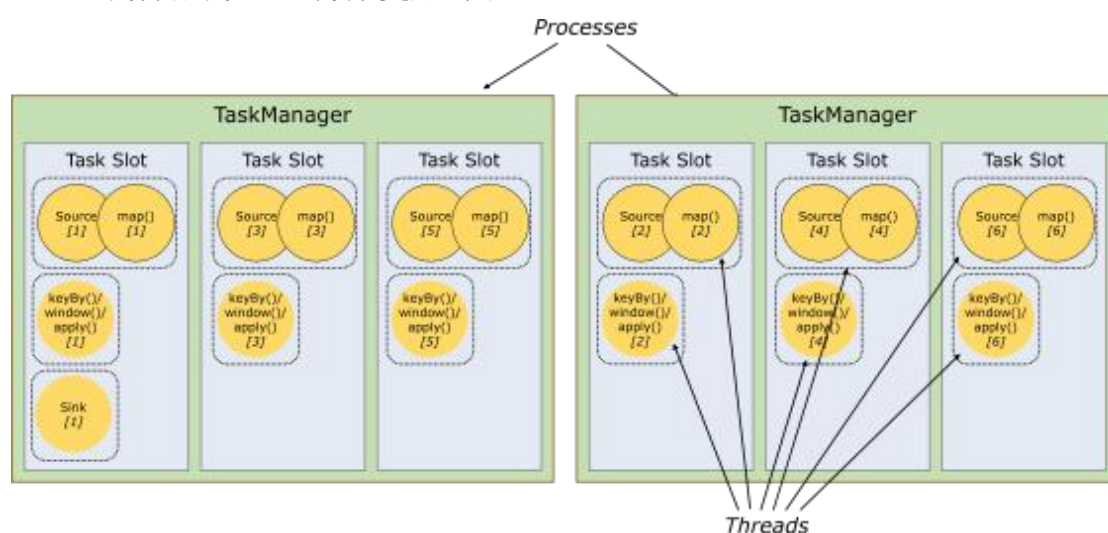 Processes
TaskManager
Task Slot
Source
[1]
map()
[1]
keyBy()/
window()/
apply()
[1]
Sink
[1]
Task Slot
Source
[3]
map()
[3]
keyBy()/
window()/
apply()
[3]
Task Slot
Source
[5]
map()
[5]
keyBy()/
window()/
apply()
[5]
TaskManager
Task Slot
Source
[2]
map()
[2]
keyBy()/
window()/
apply()
[2]
Task Slot
Source
[4]
map()
[4]
keyBy()/
window()/
apply()
[4]
Task Slot
Source
[6]
map()
[6]
keyBy()/
window()/
apply()
[6]
Threads